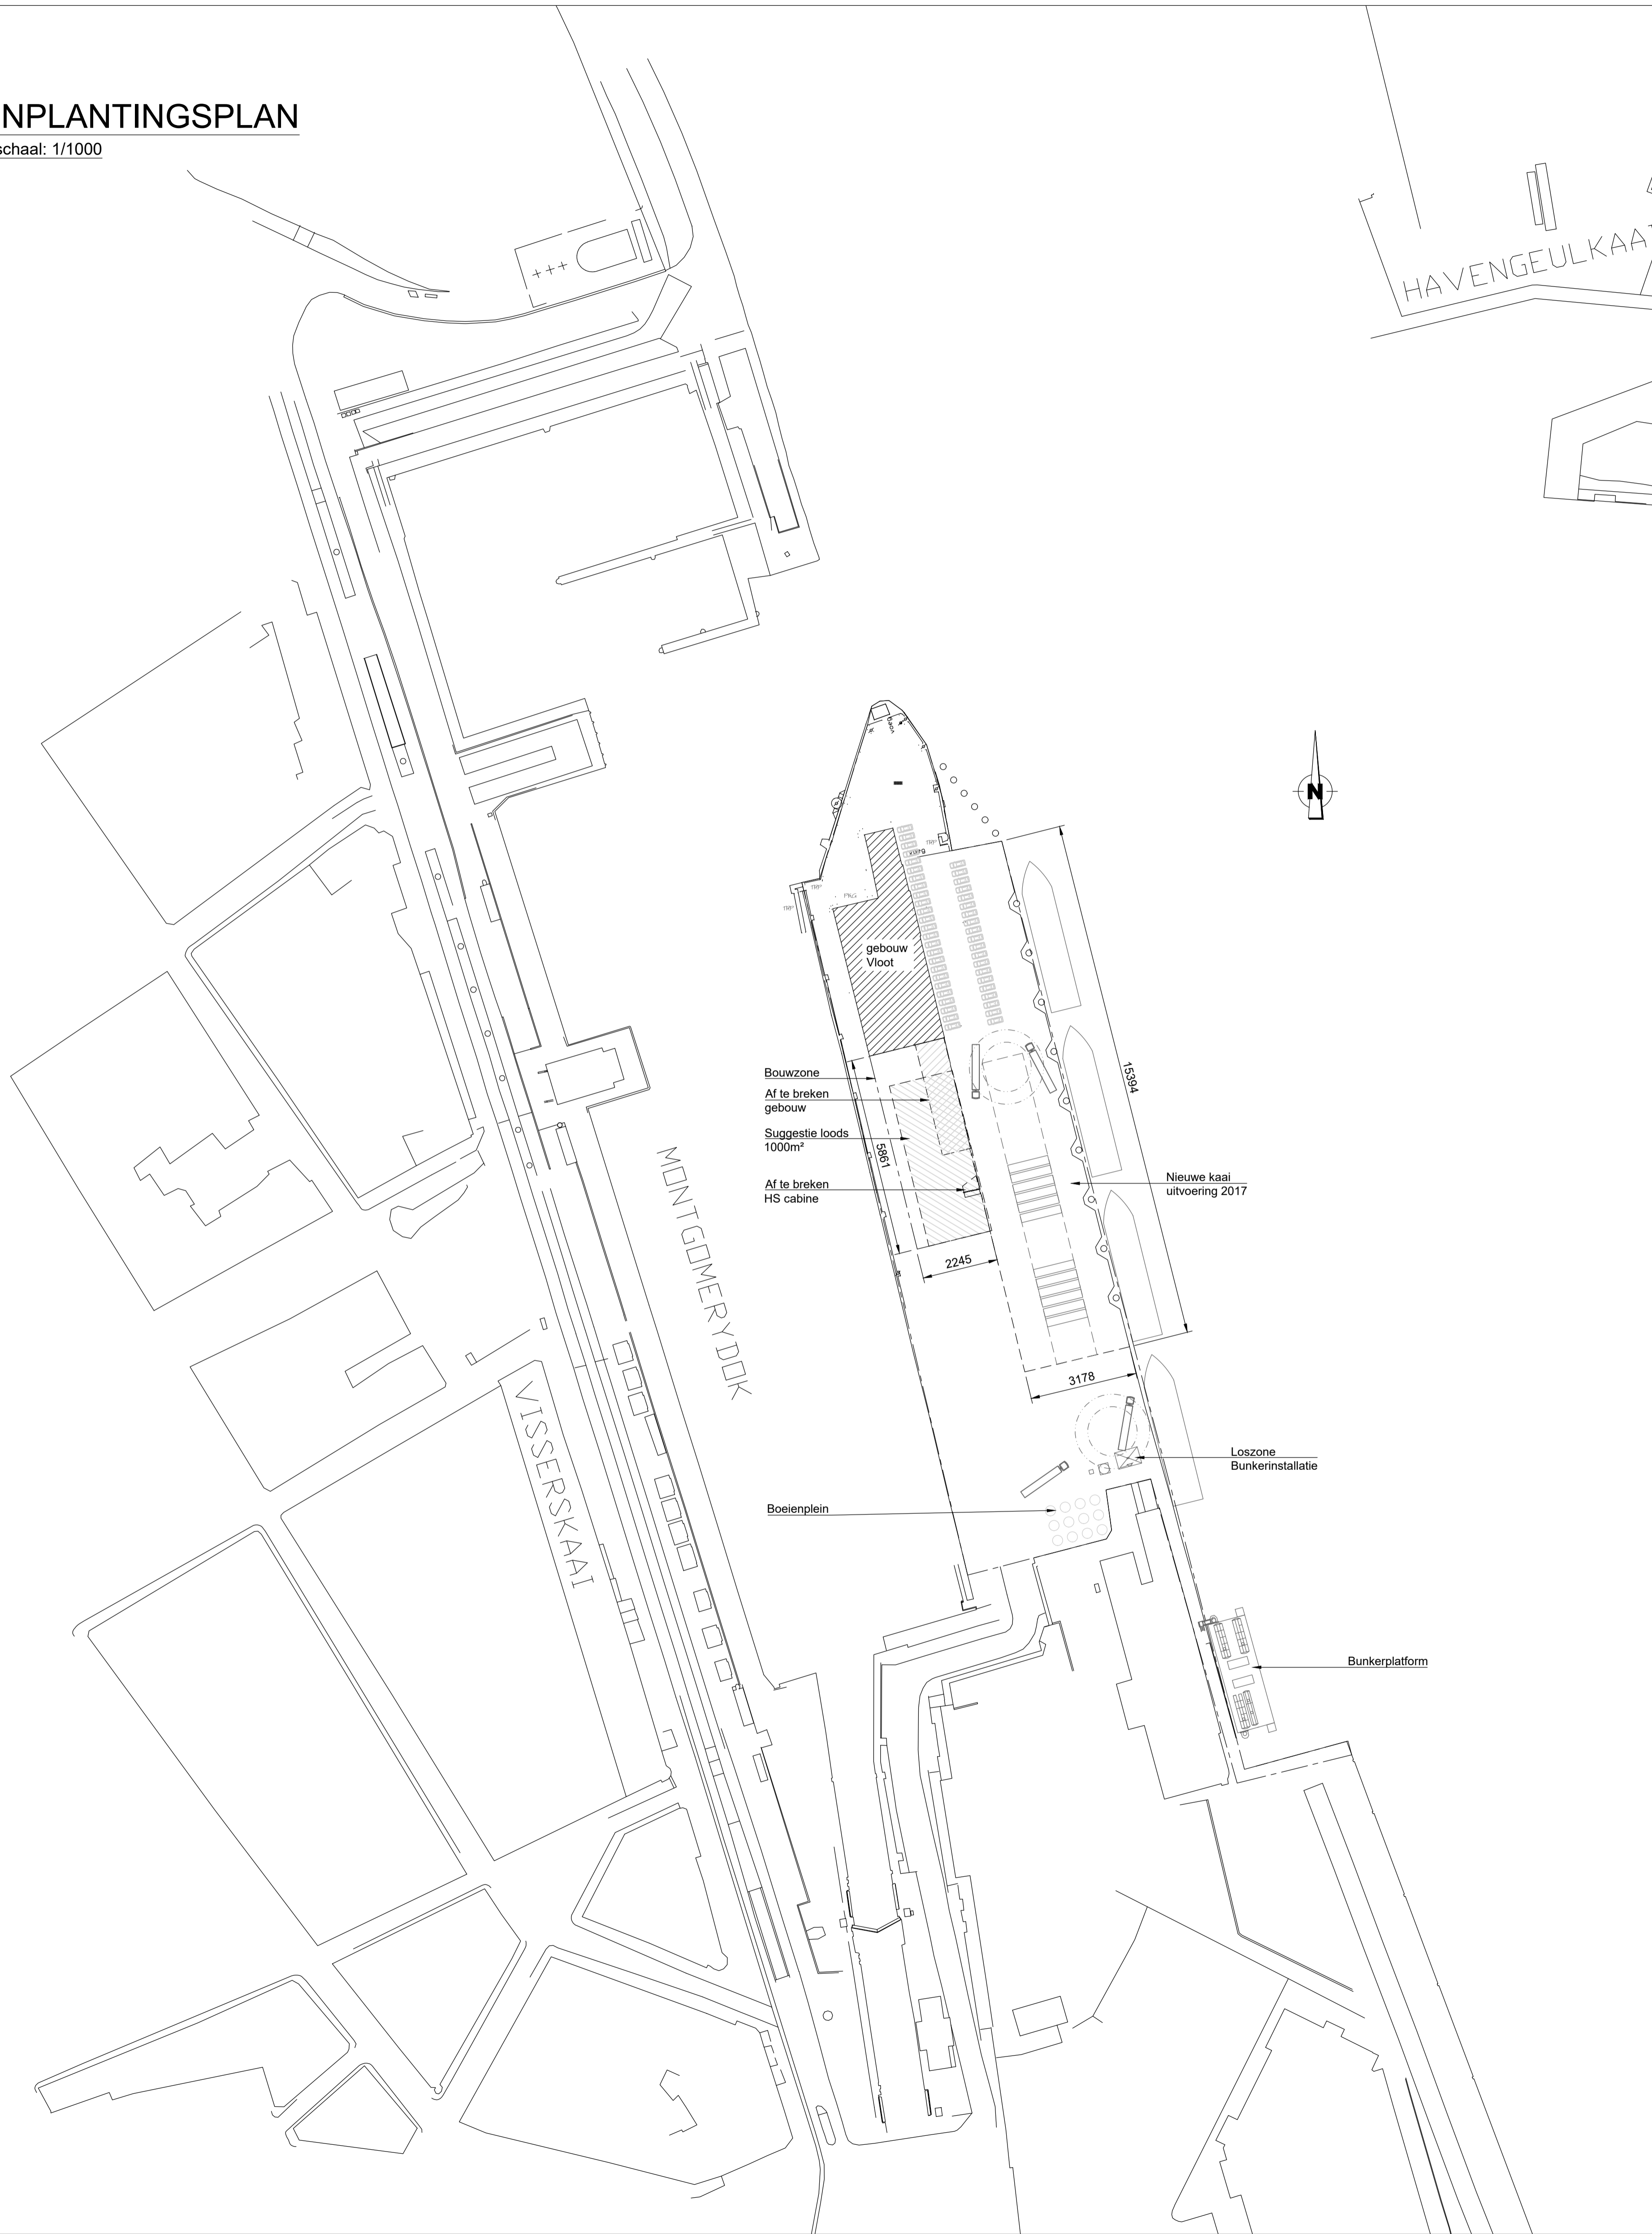 NPLANTINGSPLAN
schaal: 1/1000
HAVENGEULKAAI
N
gebouw
Vloot
Bouwzone
Af te breken
gebouw
Suggestie loods
1000m²
Af te breken
HS cabine
5861
2245
15394
Nieuwe kaai
uitvoering 2017
3178
MONTGOMERYDOK
VISSERSKAAI
Loszone
Bunkerinstallatie
Boeienplein
Bunkerplatform